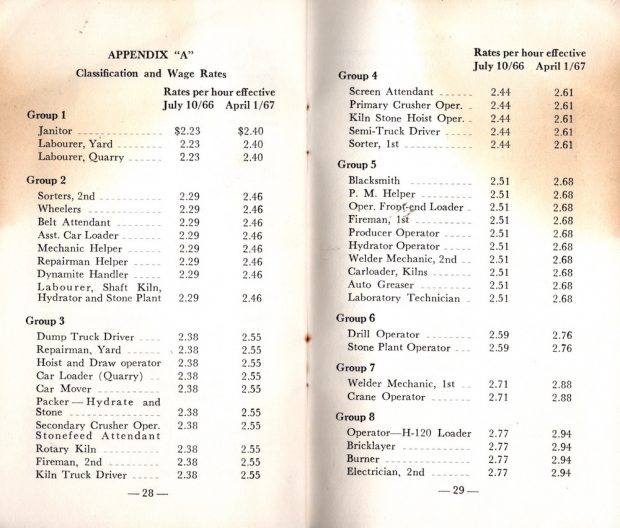 APPENDIX "A"
Classification and Wage Rates
Rates per hour effective
July 10/66 April 1/67
Group 1
Janitor $2.23 $2.40
Labourer, Yard 2.23 2.40
Labourer, Quarry 2.23 2.40
Group 2
Sorters, 2nd 2.29 2.46
Wheelers 2.29 2.46
Belt Attendant 2.29 2.46
Asst. Car Loader 2.29 2.46
Mechanic Helper 2.29 2.46
Repairman Helper 2.29 2.46
Dynamite Handler 2.29 2.46
Labourer, Shaft Kiln,
Hydrator and Stone Plant 2.29 2.46
Group 3
Dump Truck Driver 2.38 2.55
Repairman, Yard 2.38 2.55
Hoist and Draw operator 2.38 2.55
Car Loader (Quarry) 2.38 2.55
Car Mover 2.38 2.55
Packer — Hydrate and
Stone 2.38 2.55
Secondary Crusher Oper. 2.38 2.55
Stonefeed Attendant
Rotary Kiln 2.38 2.55
Fireman, 2nd 2.38 2.55
Kiln Truck Driver 2.38 2.55
— 28 —
Rates per hour effective
July 10/66 April 1/67
Group 4
Screen Attendant 2.44 2.61
Primary Crusher Oper. 2.44 2.61
Kiln Stone Hoist Oper. 2.44 2.61
Semi-Truck Driver 2.44 2.61
Sorter, 1st 2.44 2.61
Group 5
Blacksmith 2.51 2.68
P. M. Helper 2.51 2.68
Oper. Front-end Loader 2.51 2.68
Fireman, 1st 2.51 2.68
Producer Operator 2.51 2.68
Hydrator Operator 2.51 2.68
Welder Mechanic, 2nd 2.51 2.68
Carloader, Kilns 2.51 2.68
Auto Greaser 2.51 2.68
Laboratory Technician 2.51 2.68
Group 6
Drill Operator 2.59 2.76
Stone Plant Operator 2.59 2.76
Group 7
Welder Mechanic, 1st 2.71 2.88
Crane Operator 2.71 2.88
Group 8
Operator—H-120 Loader 2.77 2.94
Bricklayer 2.77 2.94
Burner 2.77 2.94
Electrician, 2nd 2.77 2.94
— 29 —